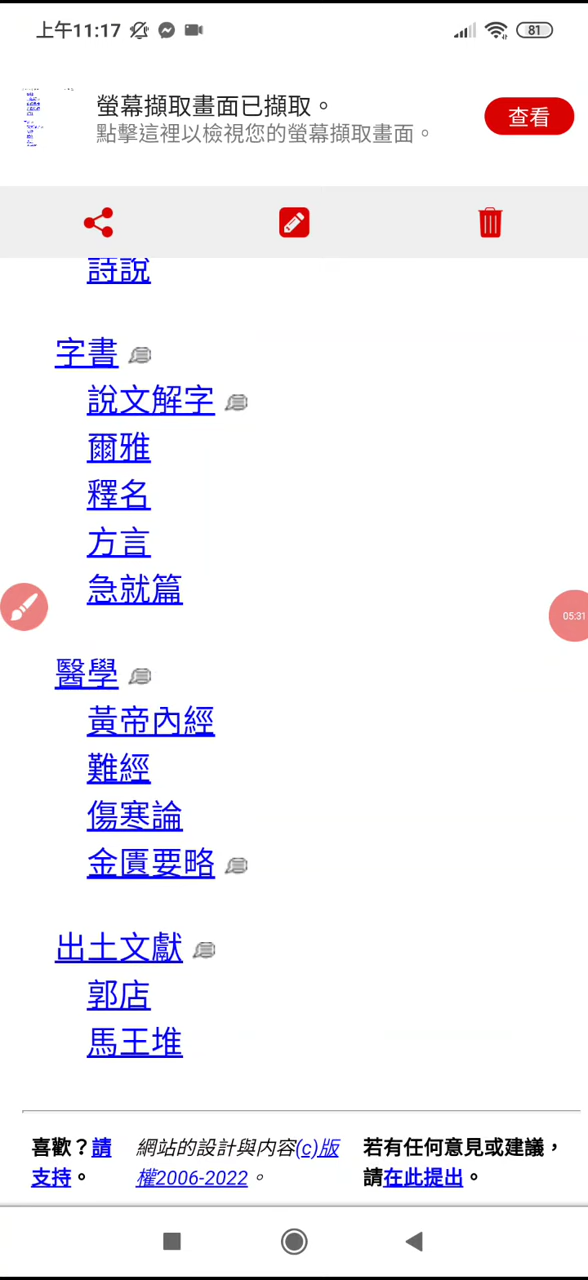 上午11:17 81
螢幕擷取畫面已擷取。
點擊這裡以檢視您的螢幕擷取畫面。
查看
詩說
字書
說文解字
爾雅
釋名
方言
急就篇
05:31
醫學
黃帝內經
難經
傷寒論
金匱要略
出土文獻
郭店
馬王堆
喜歡？請
支持。
網站的設計與內容(c)版
權2006-2022。
若有任何意見或建議，
請在此提出。